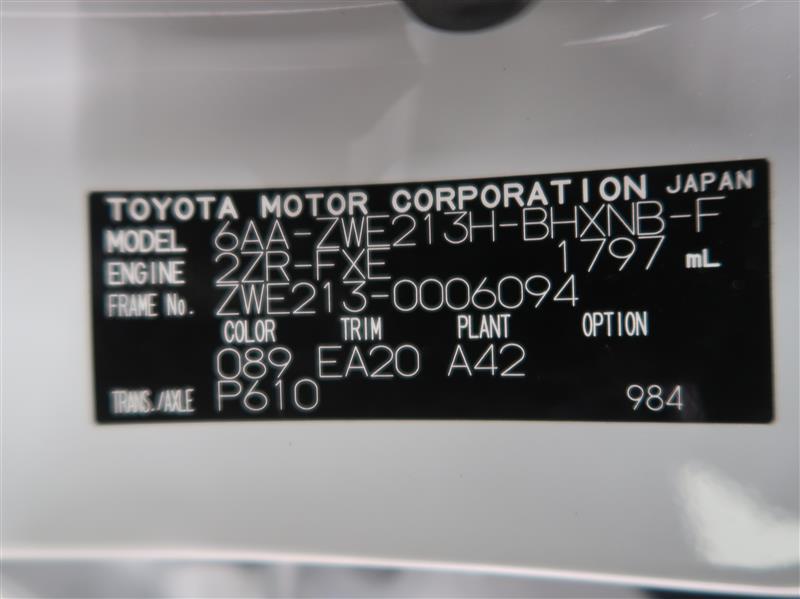 TOYOTA MOTOR CORPORATION JAPAN
MODEL 6AA-ZWE213H-BHXNB-F
ENGINE 2ZR-FXE 1797 mL
FRAME No. ZWE213-0006094
COLOR TRIM PLANT OPTION
089 EA20 A42
TRANS./AXLE P610 984